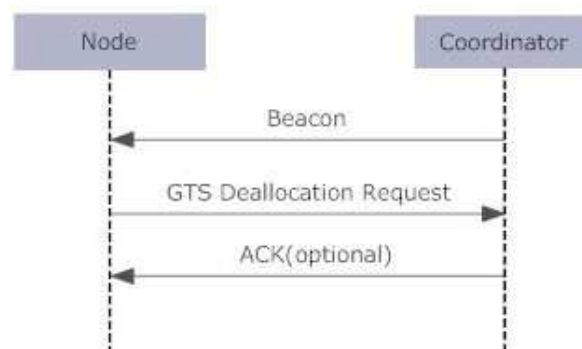 Node
Coordinator
Beacon
GTS Deallocation Request
ACK(optional)